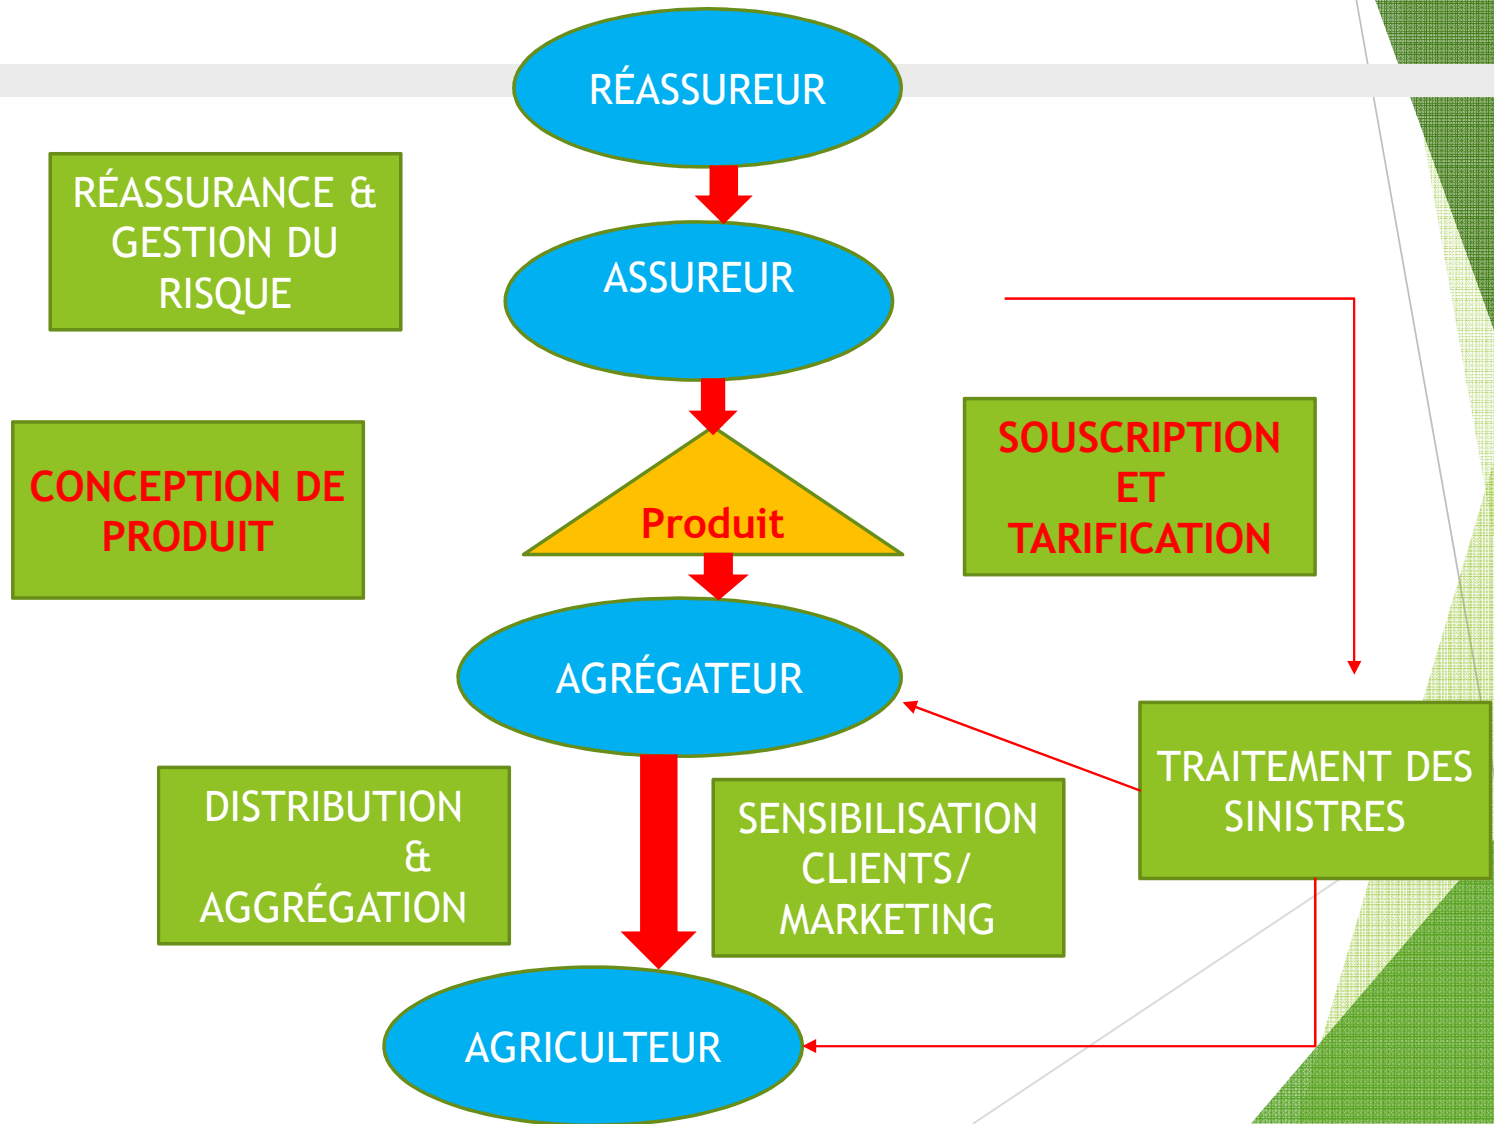 RÉASSUREUR
RÉASSURANCE &
GESTION DU
RISQUE
ASSUREUR
CONCEPTION DE
PRODUIT
Produit
SOUSCRIPTION
ET
TARIFICATION
AGRÉGATEUR
DISTRIBUTION
&
AGGRÉGATION
SENSIBILISATION
CLIENTS/
MARKETING
TRAITEMENT DES
SINISTRES
AGRICULTEUR